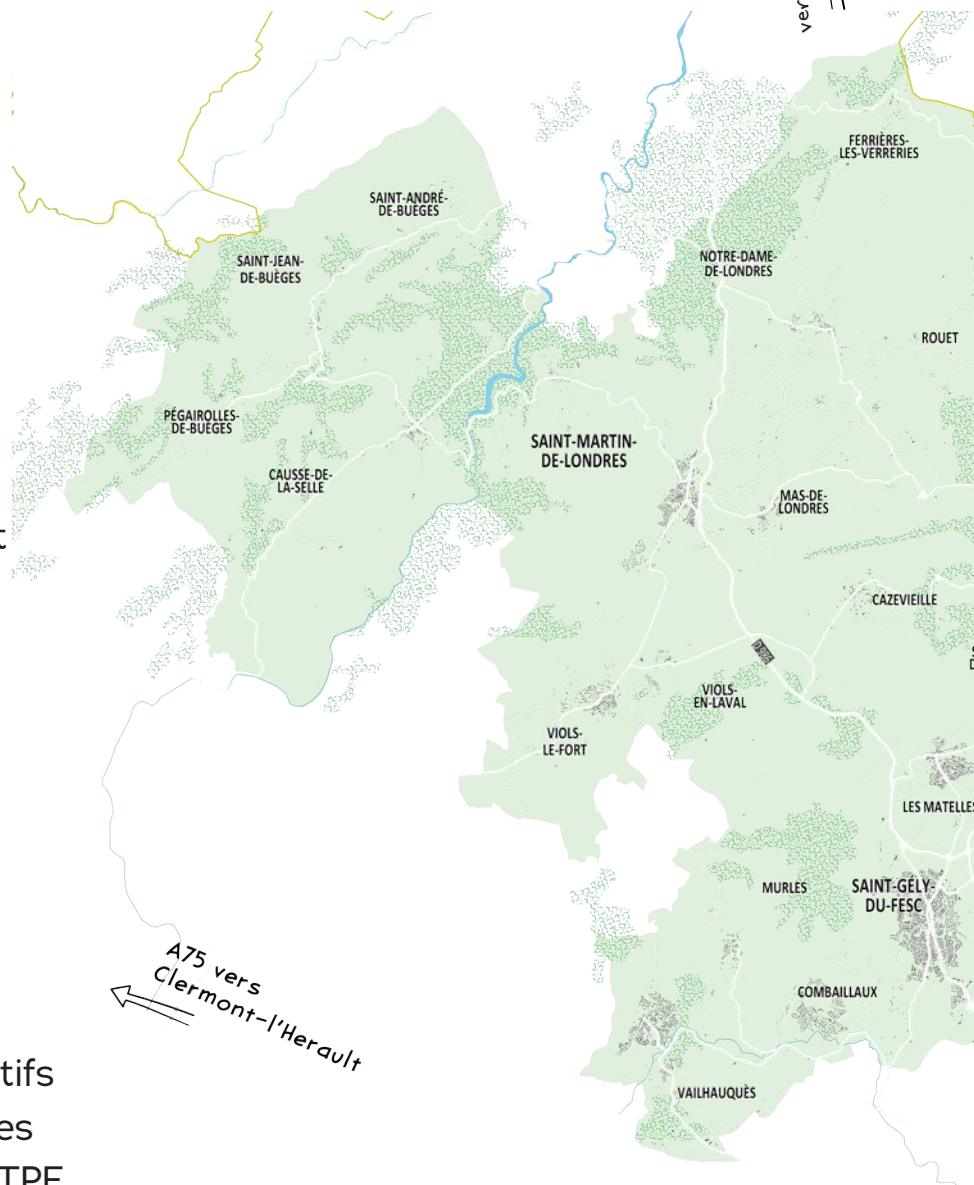 ver
FERRIÈRES-
LES-VERRERIES
SAINT-ANDRÉ-
DE-BUÈGES
SAINT-JEAN-
DE-BUÈGES
NOTRE-DAME-
DE-LONDRES
ROUET
PÉGAIROLLES-
DE-BUÈGES
SAINT-MARTIN-
DE-LONDRES
CAUSSE-DE-
LA-SELLE
MAS-DE-
LONDRES
t
CAZEVIEILLE
VIOLS-
EN-LAVAL
VIOLS-
LE-FORT
LES MATELLES
MURLES
SAINT-GÉLY-
DU-FESC
A75 vers
Clermont-l'Herault
COMBAILLAUX
tifs
VAILHAUQUÈS
es
TPE